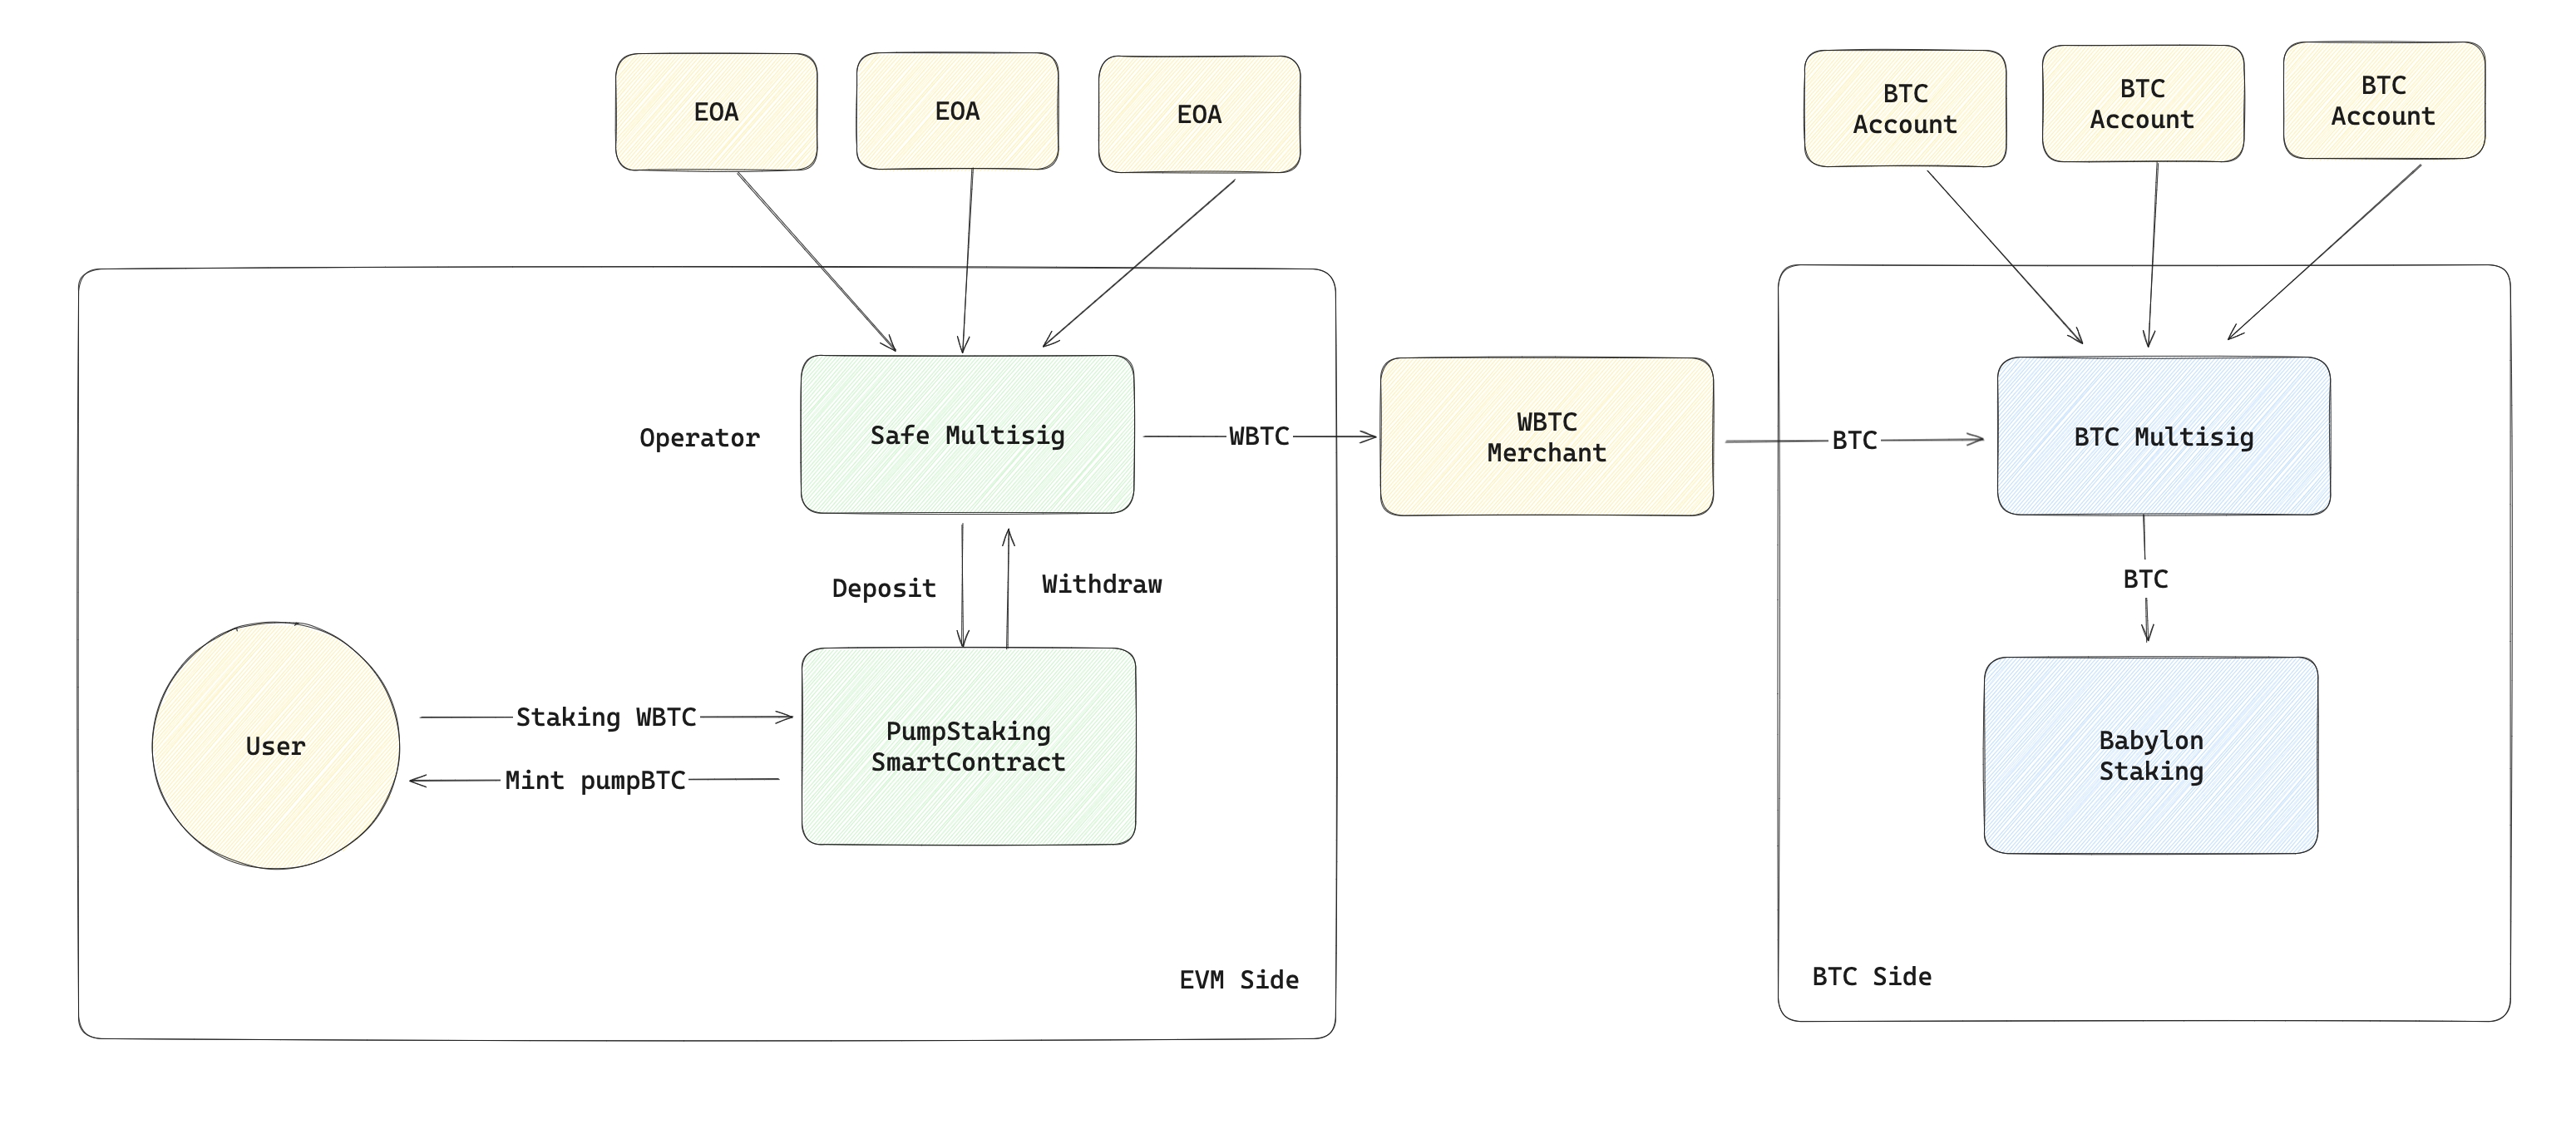 EOA
EOA
EOA
BTC
Account
BTC
Account
BTC
Account
Operator
Safe Multisig
WBTC
WBTC
Merchant
BTC
BTC Multisig
Deposit
Withdraw
BTC
User
Staking WBTC
Mint pumpBTC
PumpStaking
SmartContract
Babylon
Staking
EVM Side
BTC Side